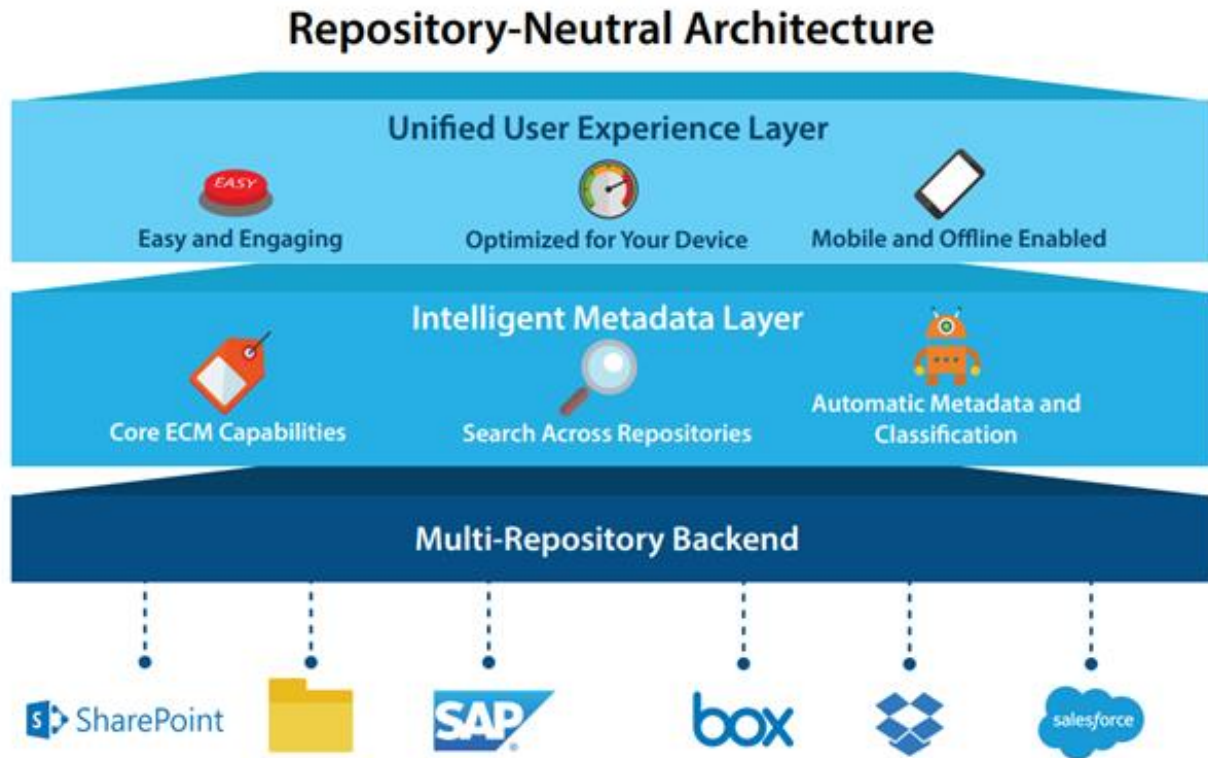 Repository-Neutral Architecture
Unified User Experience Layer
EASY
Easy and Engaging
Optimized for Your Device
Mobile and Offline Enabled
Intelligent Metadata Layer
Core ECM Capabilities
Search Across Repositories
Automatic Metadata and
Classification
Multi-Repository Backend
S SharePoint
SAP ®
box
salesforce